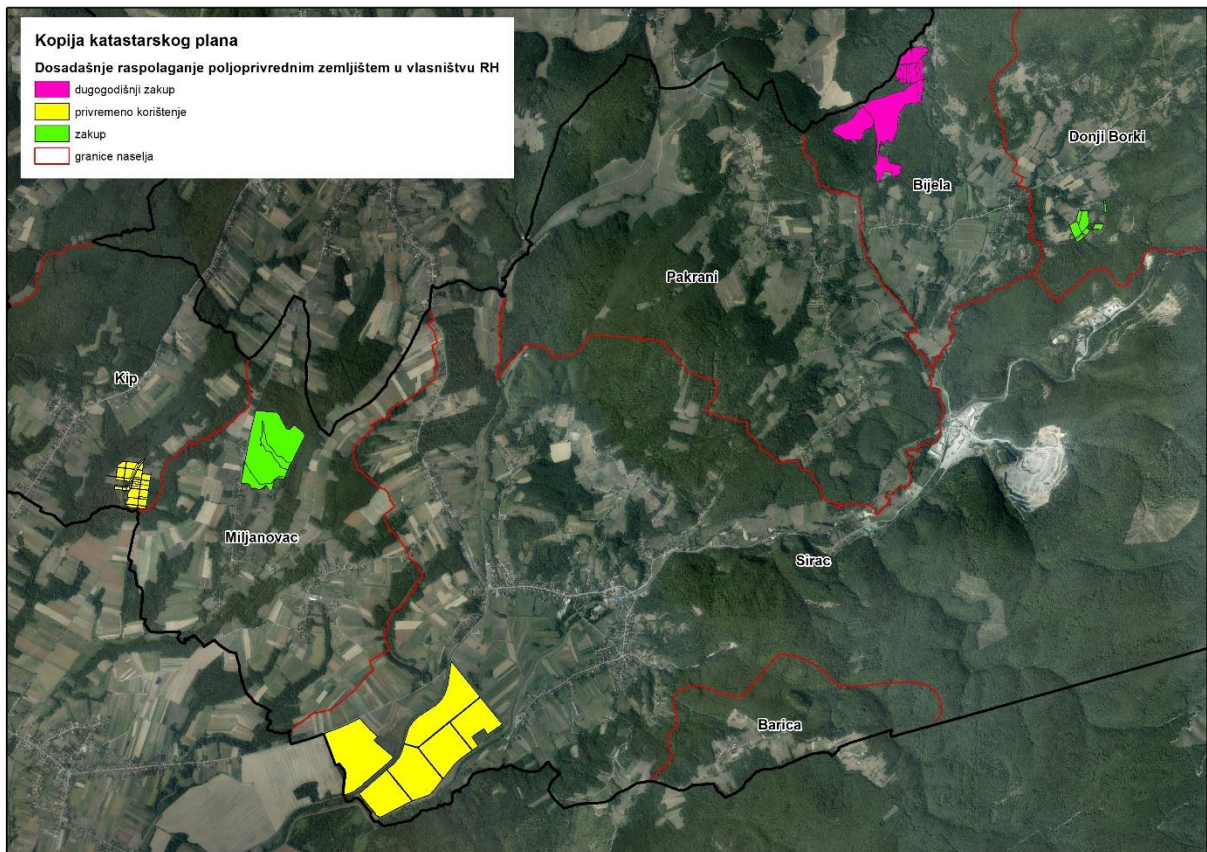 Kopija katastarskog plana
Dosadašnje raspolaganje poljoprivrednim zemljištem u vlasništvu RH
dugogodišnji zakup
privremeno korištenje
zakup
granice naselja
Donji Borki
Bijela
Pakrani
Kip
Miljanovac
Sirac
Barica